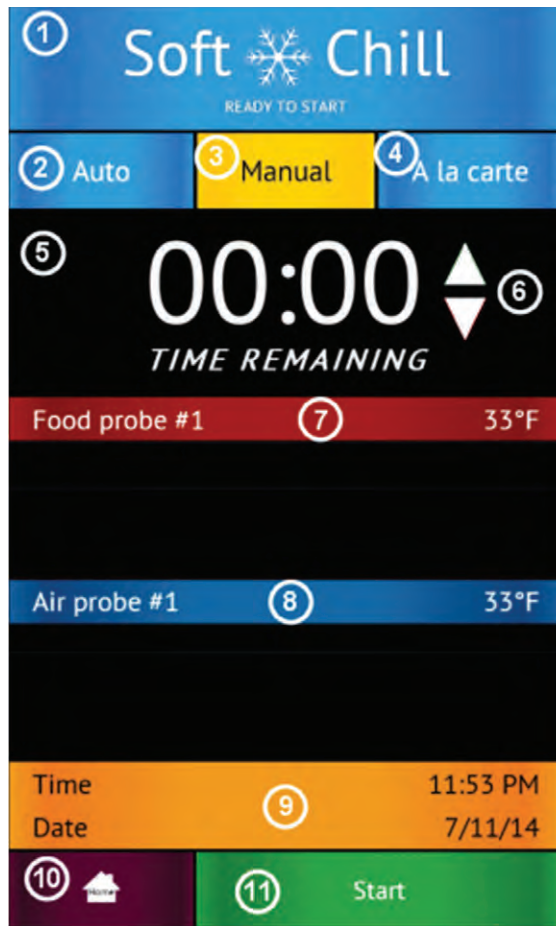 1
Soft Chill
READY TO START
2 Auto 3 Manual 4 A la carte
5 00:00 6
TIME REMAINING
Food probe #1 7 33°F
Air probe #1 8 33°F
Time 11:53 PM
9
Date 7/11/14
10 Home 11 Start